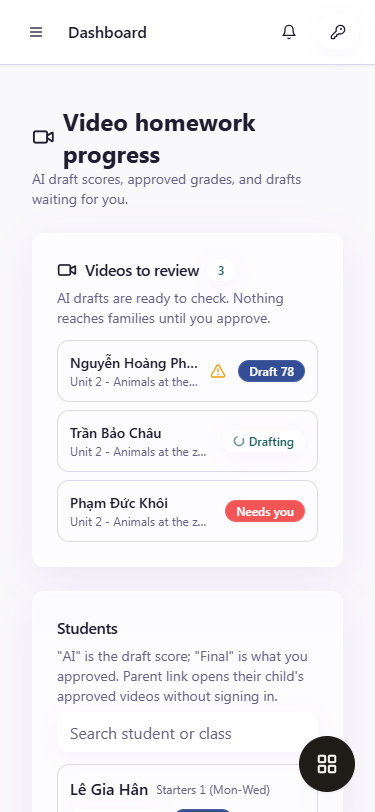 Dashboard
Video homework
progress
AI draft scores, approved grades, and drafts
waiting for you.
Videos to review 3
AI drafts are ready to check. Nothing
reaches families until you approve.
Nguyễn Hoàng Ph...
Draft 78
Unit 2 - Animals at the...
Trần Bảo Châu
Drafting
Unit 2 - Animals at the z...
Phạm Đức Khôi
Needs you
Unit 2 - Animals at the z...
Students
"AI" is the draft score; "Final" is what you
approved. Parent link opens their child's
approved videos without signing in.
Search student or class
Lê Gia Hân Starters 1 (Mon-Wed)